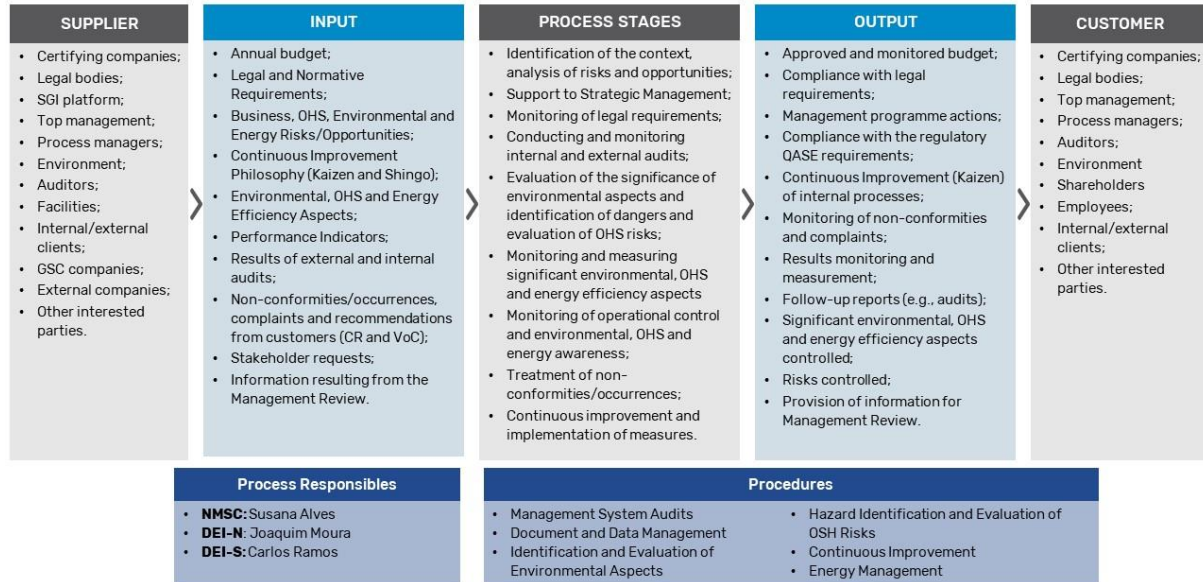 SUPPLIER
• Certifying companies;
• Legal bodies;
• SGI platform;
• Top management;
• Process managers;
• Environment;
• Auditors;
• Facilities;
• Internal/external
clients;
• GSC companies;
• External companies;
• Other interested
parties.
INPUT
• Annual budget;
• Legal and Normative
Requirements;
• Business, OHS, Environmental and
Energy Risks/Opportunities;
• Continuous Improvement
Philosophy (Kaizen and Shingo);
• Environmental, OHS and Energy
Efficiency Aspects;
• Performance Indicators;
• Results of external and internal
audits;
• Non-conformities/occurrences,
complaints and recommendations
from customers (CR and VoC);
• Stakeholder requests;
• Information resulting from the
Management Review.
PROCESS STAGES
• Identification of the context,
analysis of risks and opportunities;
• Support to Strategic Management;
• Monitoring of legal requirements;
• Conducting and monitoring
internal and external audits;
• Evaluation of the significance of
environmental aspects and
identification of dangers and
evaluation of OHS risks;
• Monitoring and measuring
significant environmental, OHS
and energy efficiency aspects
• Monitoring of operational control
and environmental, OHS and
energy awareness;
• Treatment of non-
conformities/occurrences;
• Continuous improvement and
implementation of measures.
OUTPUT
• Approved and monitored budget;
• Compliance with legal
requirements;
• Management programme actions;
• Compliance with the regulatory
QASE requirements;
• Continuous Improvement (Kaizen)
of internal processes;
• Monitoring of non-conformities
and complaints;
• Results monitoring and
measurement;
• Follow-up reports (e.g., audits);
• Significant environmental, OHS
and energy efficiency aspects
controlled;
• Risks controlled;
• Provision of information for
Management Review.
CUSTOMER
• Certifying companies;
• Legal bodies;
• Top management;
• Process managers;
• Auditors;
• Environment
• Shareholders
• Employees;
• Internal/external
clients;
• Other interested
parties.
Process Responsibles
• NMSC: Susana Alves
• DEI-N: Joaquim Moura
• DEI-S: Carlos Ramos
Procedures
• Management System Audits
• Document and Data Management
• Identification and Evaluation of
Environmental Aspects
• Hazard Identification and Evaluation of
OSH Risks
• Continuous Improvement
• Energy Management